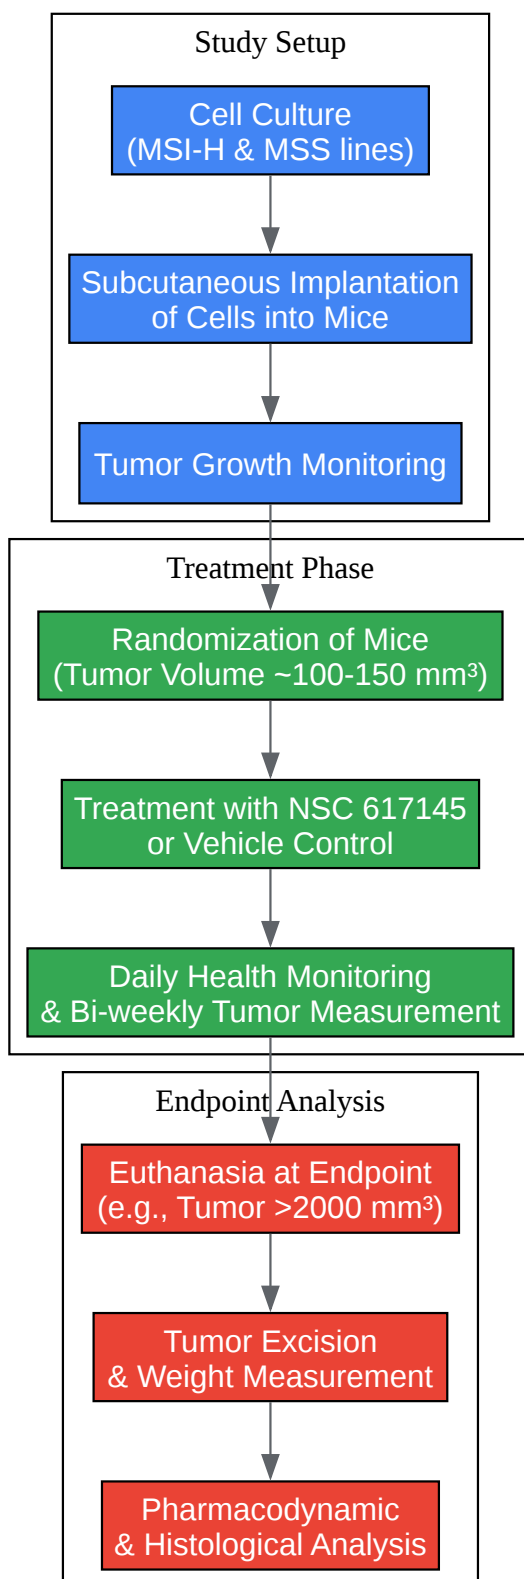 Study Setup
Cell Culture
(MSI-H & MSS lines)
Subcutaneous Implantation
of Cells into Mice
Tumor Growth Monitoring
Treatment Phase
Randomization of Mice
(Tumor Volume ~100-150 mm³)
Treatment with NSC 617145
or Vehicle Control
Daily Health Monitoring
& Bi-weekly Tumor Measurement
Endpoint Analysis
Euthanasia at Endpoint
(e.g., Tumor >2000 mm³)
Tumor Excision
& Weight Measurement
Pharmacodynamic
& Histological Analysis